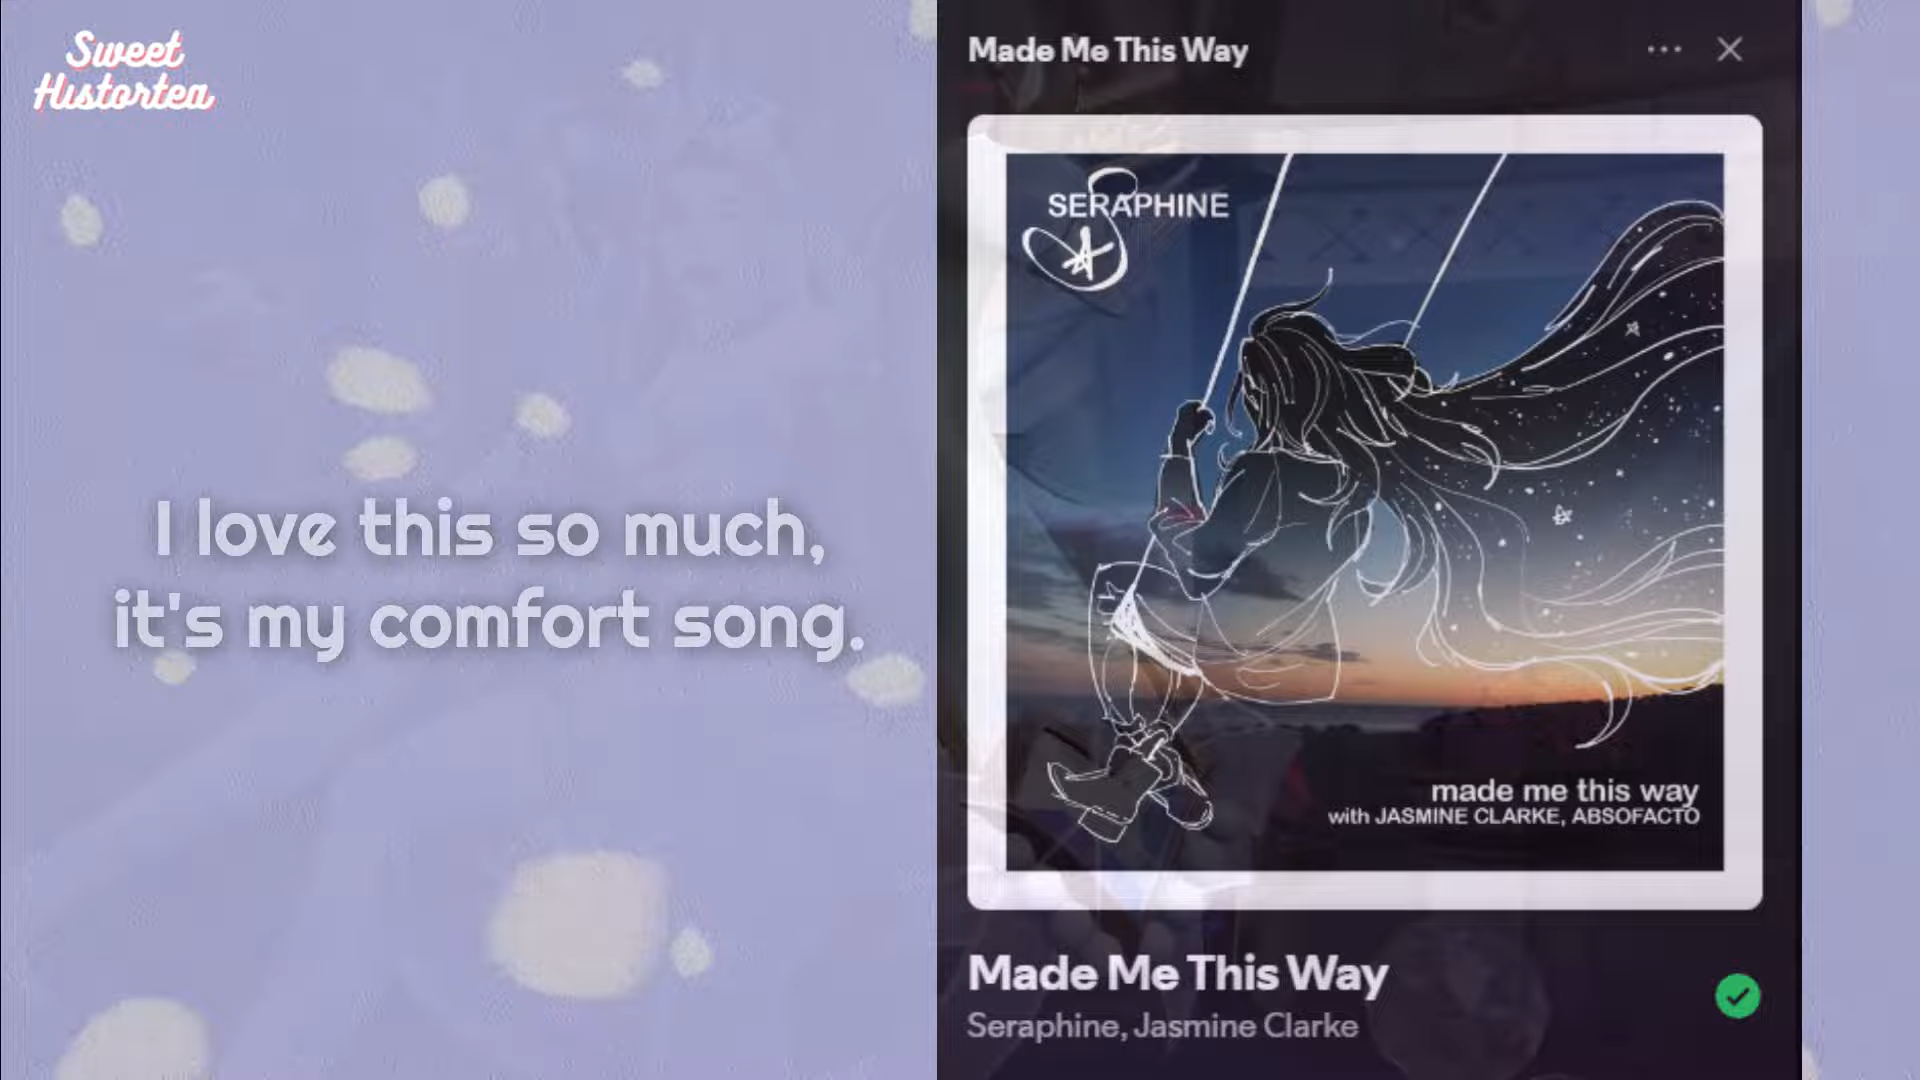 Sweet
Histortea
I love this so much,
it's my comfort song.
Made Me This Way
SERAPHINE
made me this way
with JASMINE CLARKE, ABSOFACTO
Made Me This Way
Seraphine, Jasmine Clarke